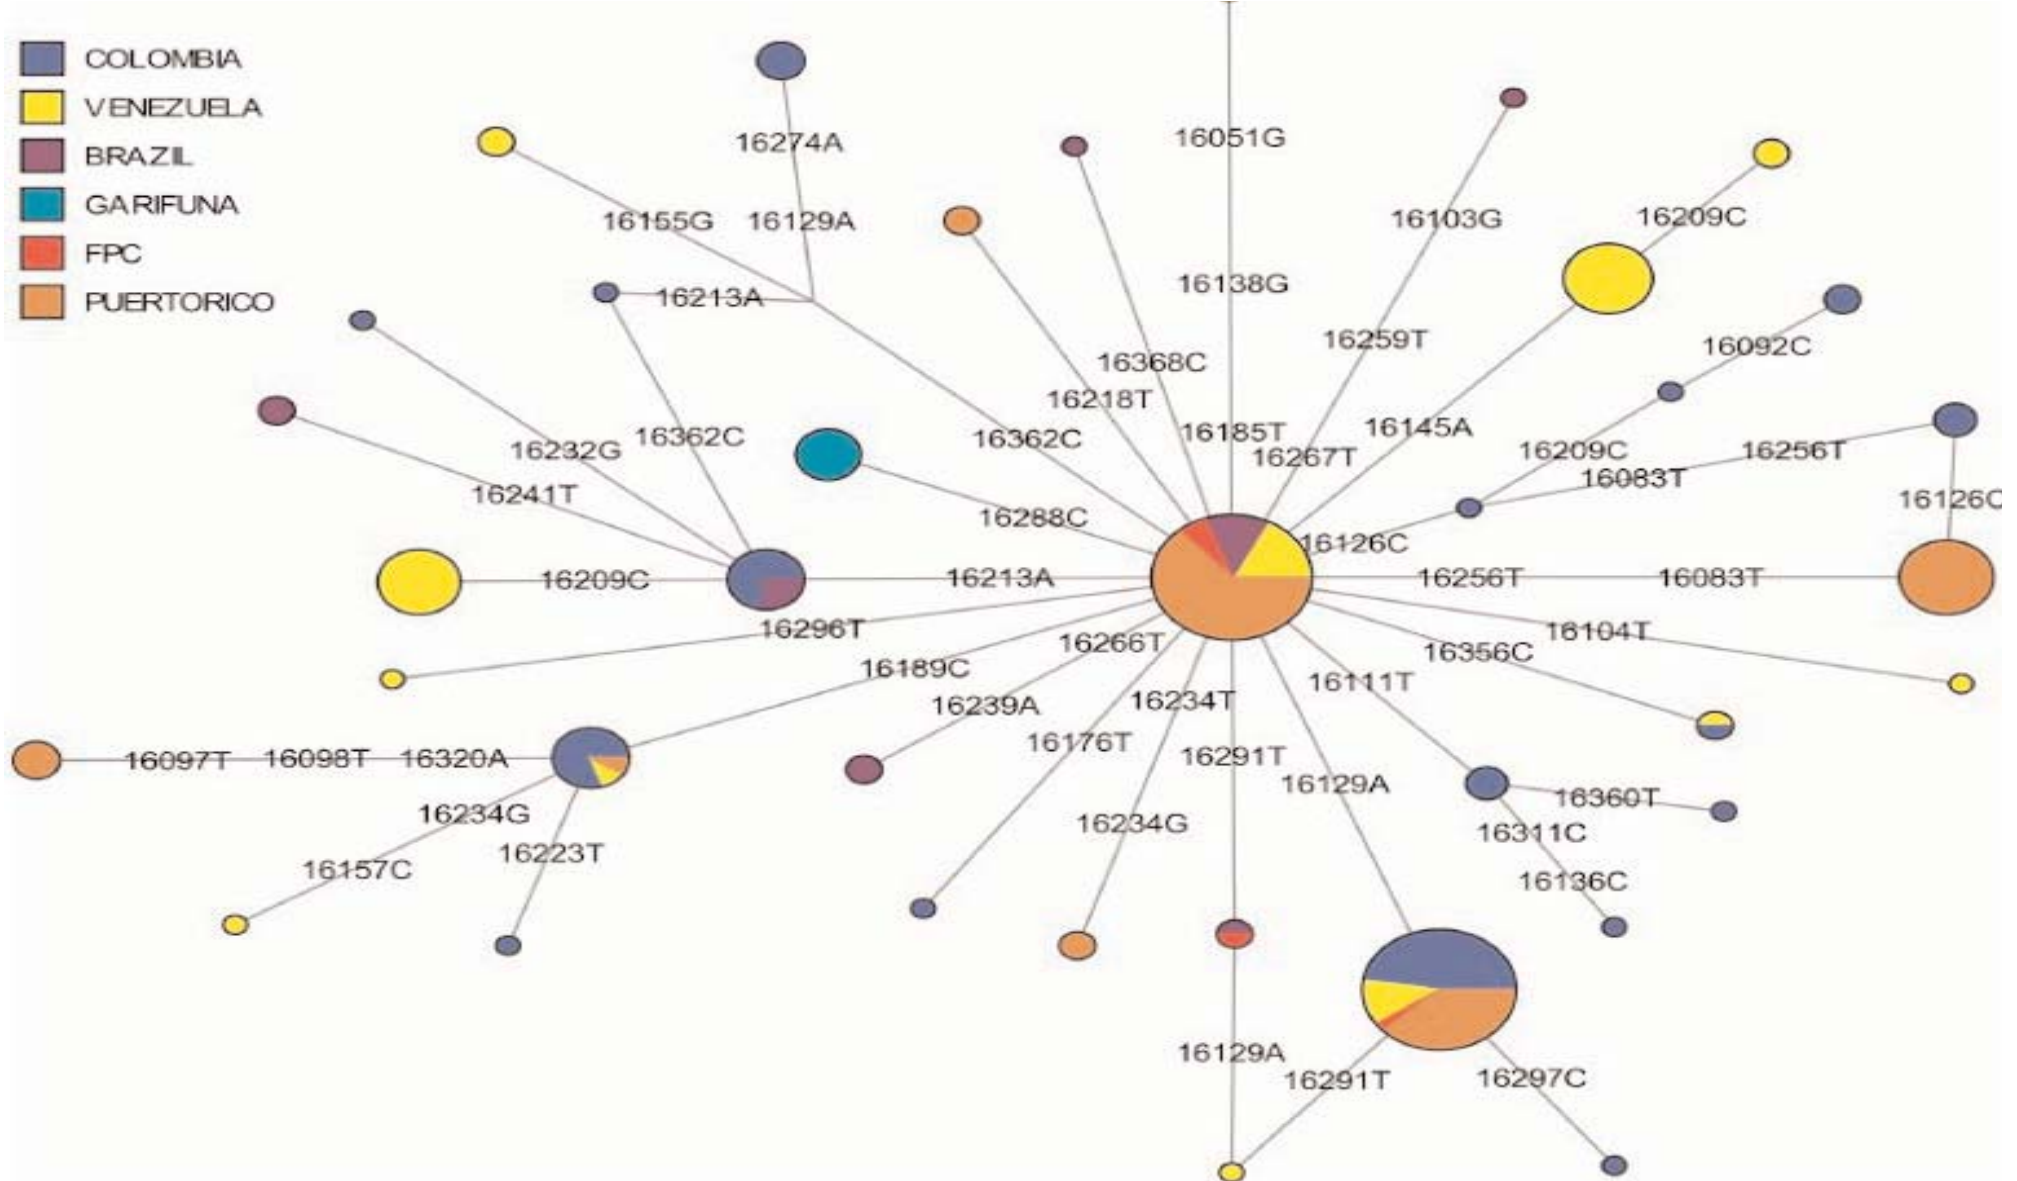 COLOMBIA
VENEZUELA
BRAZIL
GARIFUNA
FPC
PUERTORICO
16274A
16051G
16155G
16129A
16103G
16209C
16213A
16138G
16259T
16092C
16368C
16218T
16232G
16362C
16362C
16185T
16267T
16145A
16209C
16256T
16083T
16241T
16126C
16288C
16126C
16209C
16213A
16256T
16083T
16296T
16266T
16104T
16356C
16189C
16111T
16239A
16234T
16176T
16291T
16097T
16098T
16320A
16129A
16360T
16234G
16234G
16311C
16223T
16157C
16136C
16129A
16291T
16297C